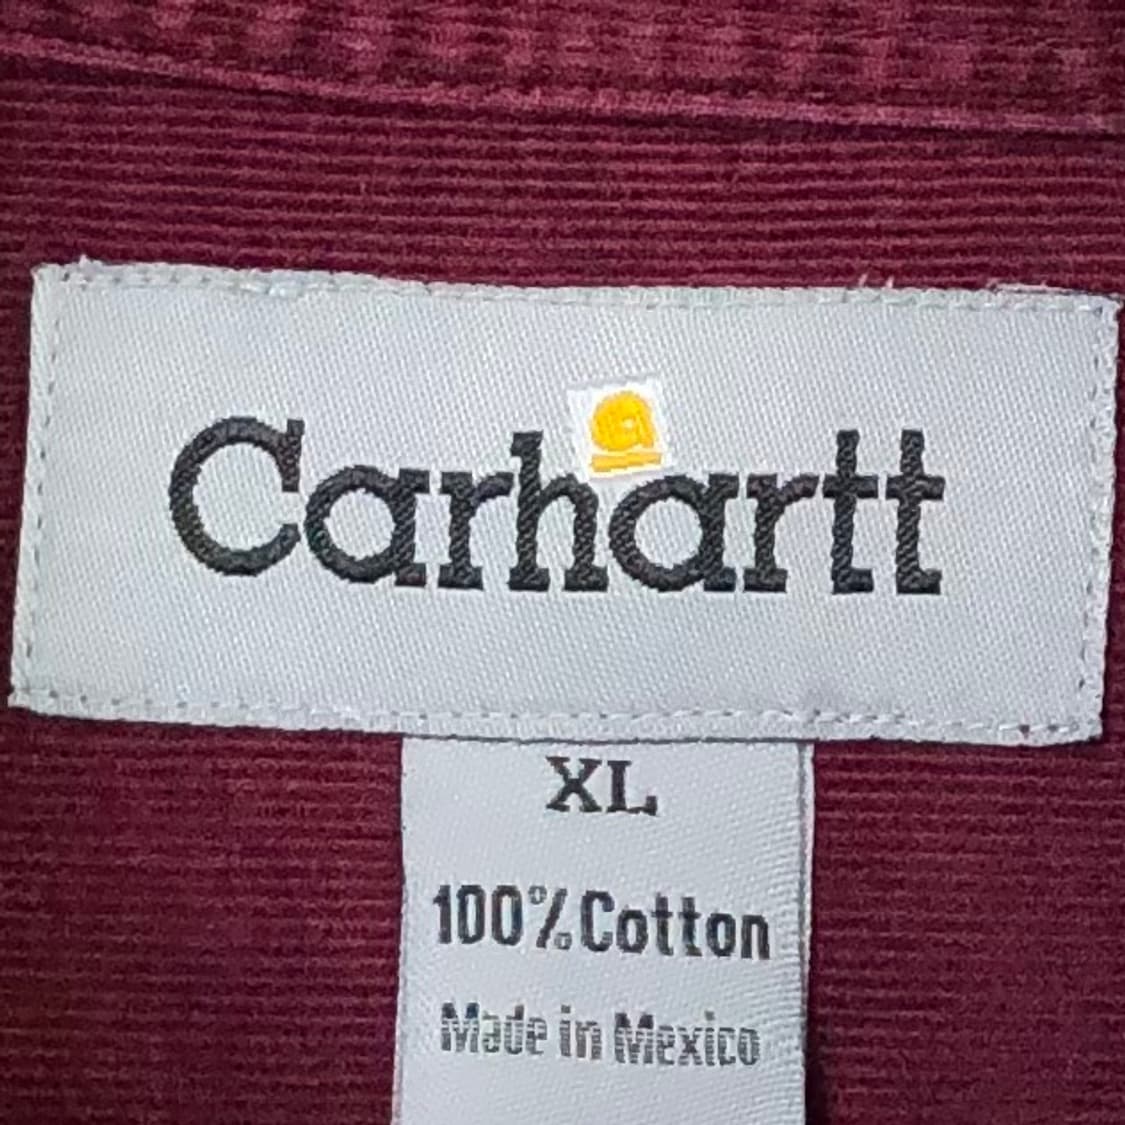 Carhartt
XL
100% Cotton
Made in Mexico